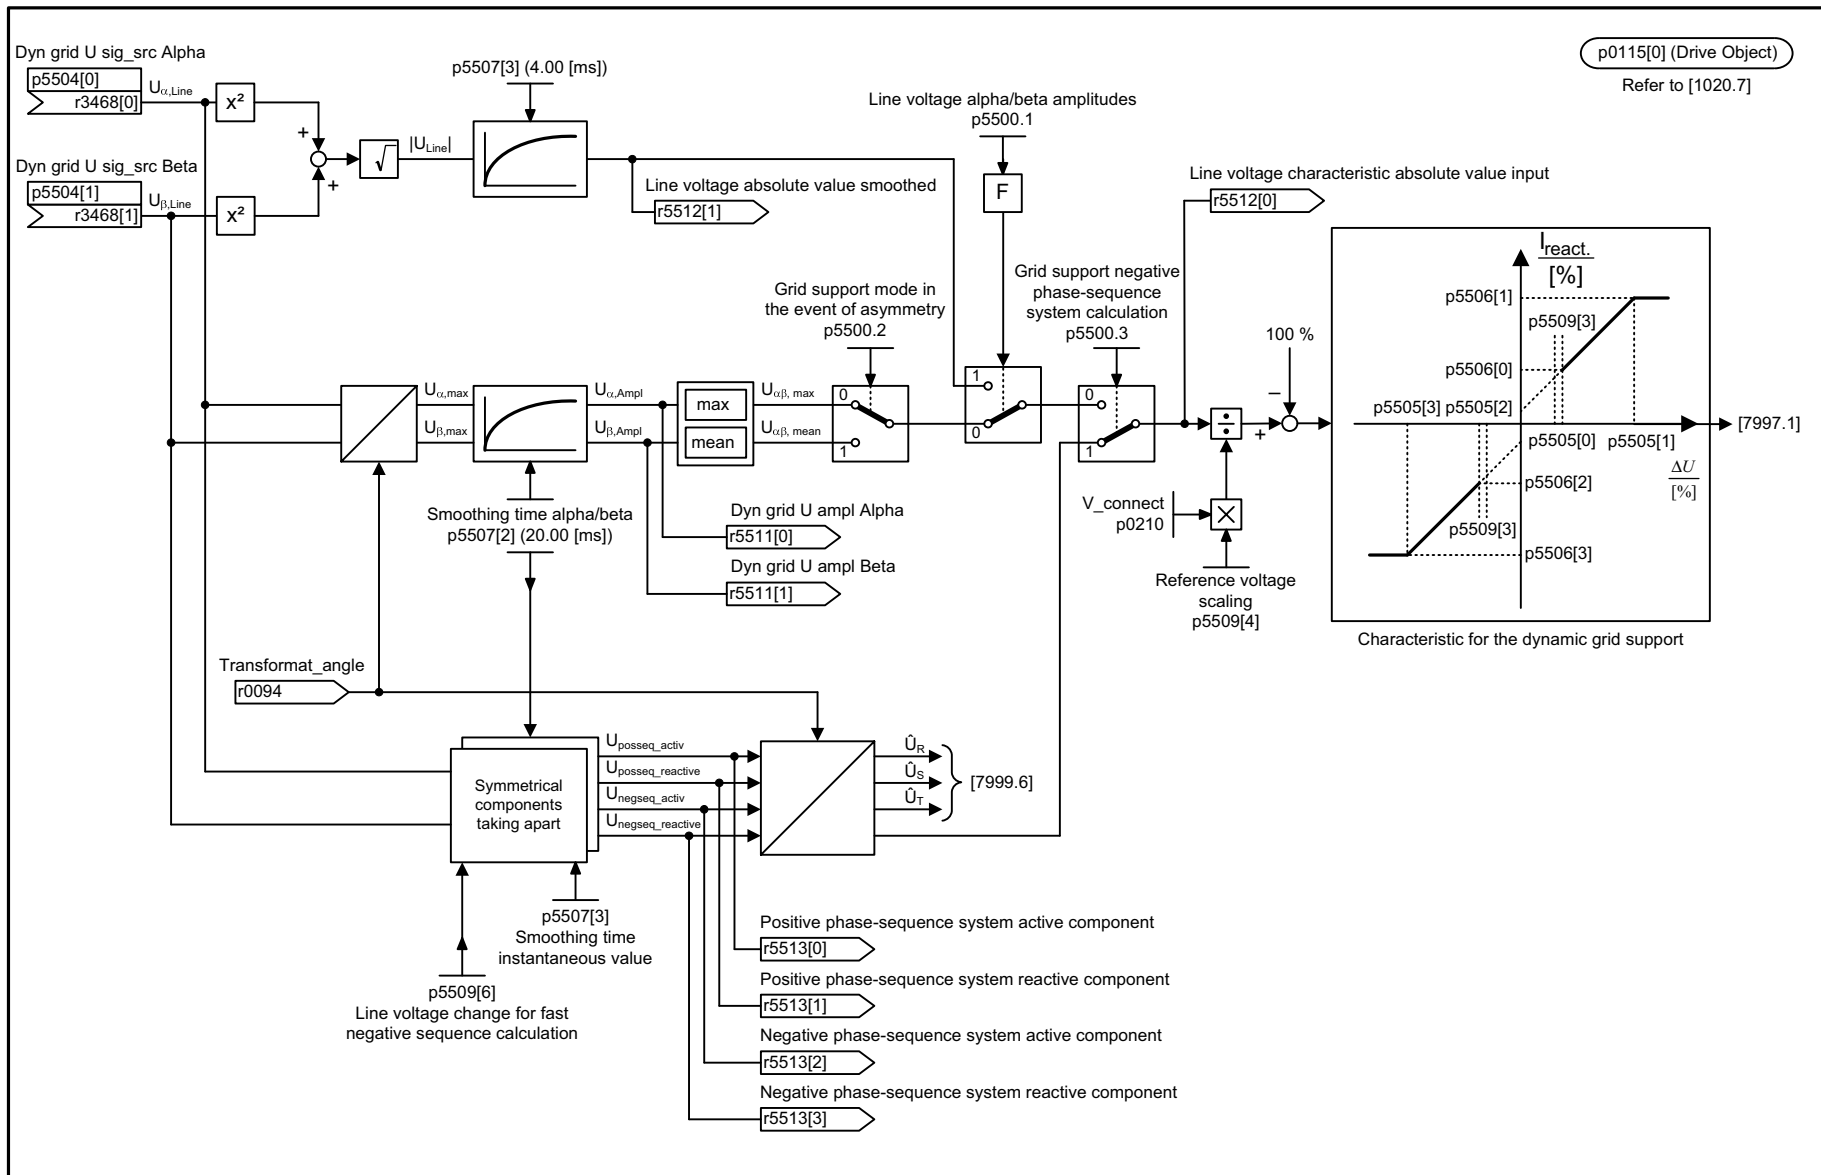 Dyn grid U sig_src Alpha
p5504[0]
r3468[0]
Uα,Line
x²
Dyn grid U sig_src Beta
p5504[1]
r3468[1]
Uβ,Line
x²
+
+
√
|ULine|
p5507[3] (4.00 [ms])
Line voltage absolute value smoothed
r5512[1]
Line voltage alpha/beta amplitudes
p5500.1
F
p0115[0] (Drive Object)
Refer to [1020.7]
Line voltage characteristic absolute value input
r5512[0]
Grid support mode in
the event of asymmetry
p5500.2
Grid support negative
phase-sequence
system calculation
p5500.3
Uα,max
Uβ,max
Uα,Ampl
Uβ,Ampl
max
mean
Uαβ, max
Uαβ, mean
0
1
1
0
0
1
÷
100 %
–
+
Ireact.
[%]
p5506[1]
p5509[3]
p5506[0]
p5505[3]
p5505[2]
p5505[0]
p5505[1]
[7997.1]
ΔU
[%]
p5506[2]
p5509[3]
p5506[3]
Characteristic for the dynamic grid support
Smoothing time alpha/beta
p5507[2] (20.00 [ms])
Dyn grid U ampl Alpha
r5511[0]
Dyn grid U ampl Beta
r5511[1]
V_connect
p0210
×
Reference voltage
scaling
p5509[4]
Transformat_angle
r0094
Symmetrical
components
taking apart
Uposseq_activ
Uposseq_reactive
Unegseq_activ
Unegseq_reactive
ÛR
ÛS
ÛT
[7999.6]
p5507[3]
Smoothing time
instantaneous value
p5509[6]
Line voltage change for fast
negative sequence calculation
Positive phase-sequence system active component
r5513[0]
Positive phase-sequence system reactive component
r5513[1]
Negative phase-sequence system active component
r5513[2]
Negative phase-sequence system reactive component
r5513[3]